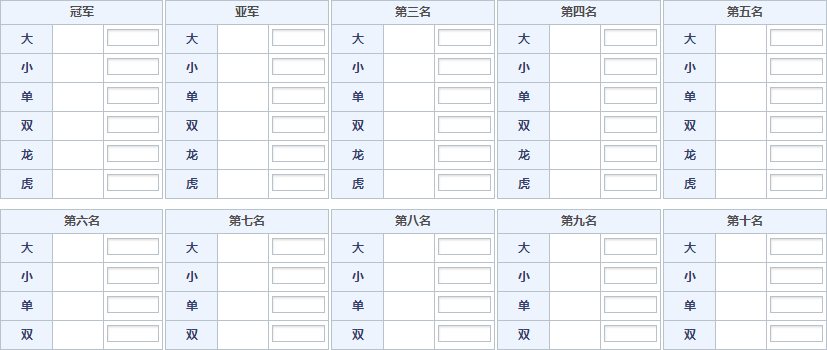 冠军 亚军 第三名 第四名 第五名
大 大 大 大 大
小 小 小 小 小
单 单 单 单 单
双 双 双 双 双
龙 龙 龙 龙 龙
虎 虎 虎 虎 虎
第六名 第七名 第八名 第九名 第十名
大 大 大 大 大
小 小 小 小 小
单 单 单 单 单
双 双 双 双 双